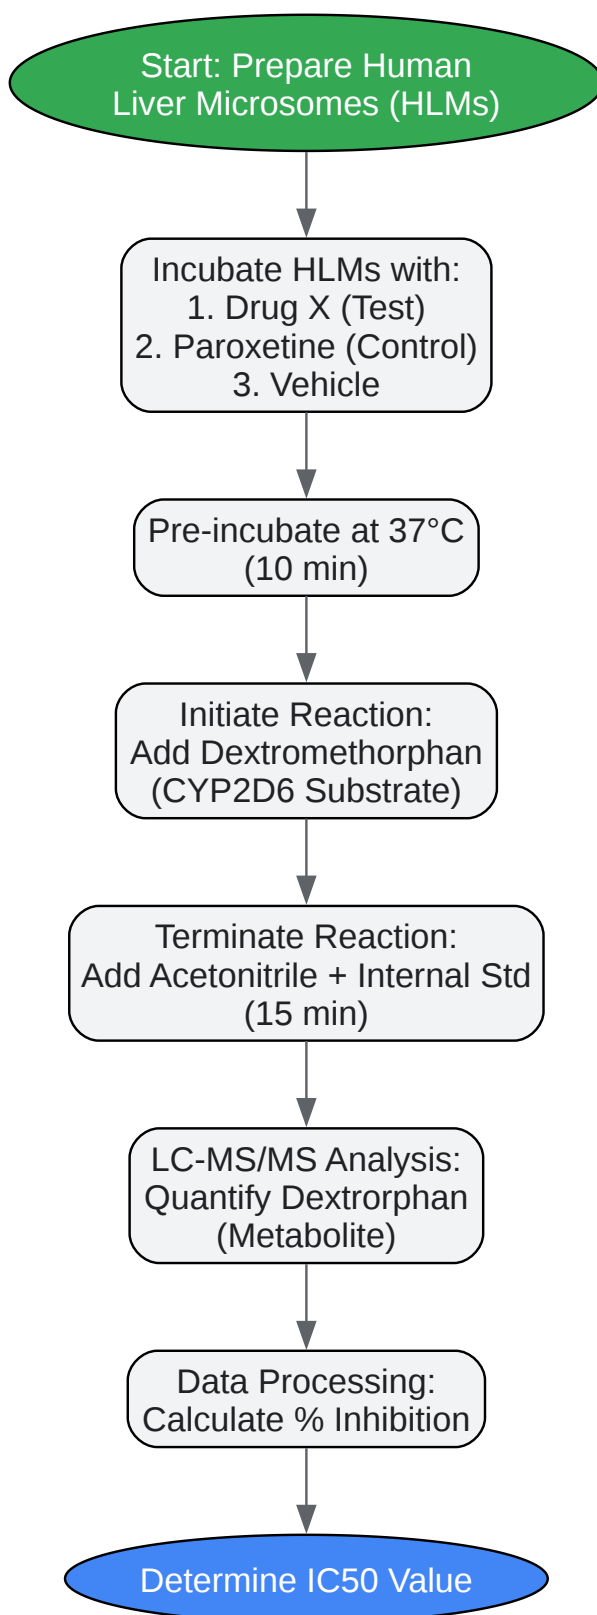 Start: Prepare Human
Liver Microsomes (HLMs)
Incubate HLMs with:
1. Drug X (Test)
2. Paroxetine (Control)
3. Vehicle
Pre-incubate at 37°C
(10 min)
Initiate Reaction:
Add Dextromethorphan
(CYP2D6 Substrate)
Terminate Reaction:
Add Acetonitrile + Internal Std
(15 min)
LC-MS/MS Analysis:
Quantify Dextrorphan
(Metabolite)
Data Processing:
Calculate % Inhibition
Determine IC50 Value